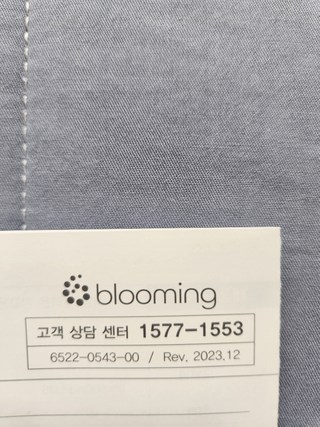 blooming
고객 상담 센터 1577-1553
6522-0543-00 / Rev. 2023.12